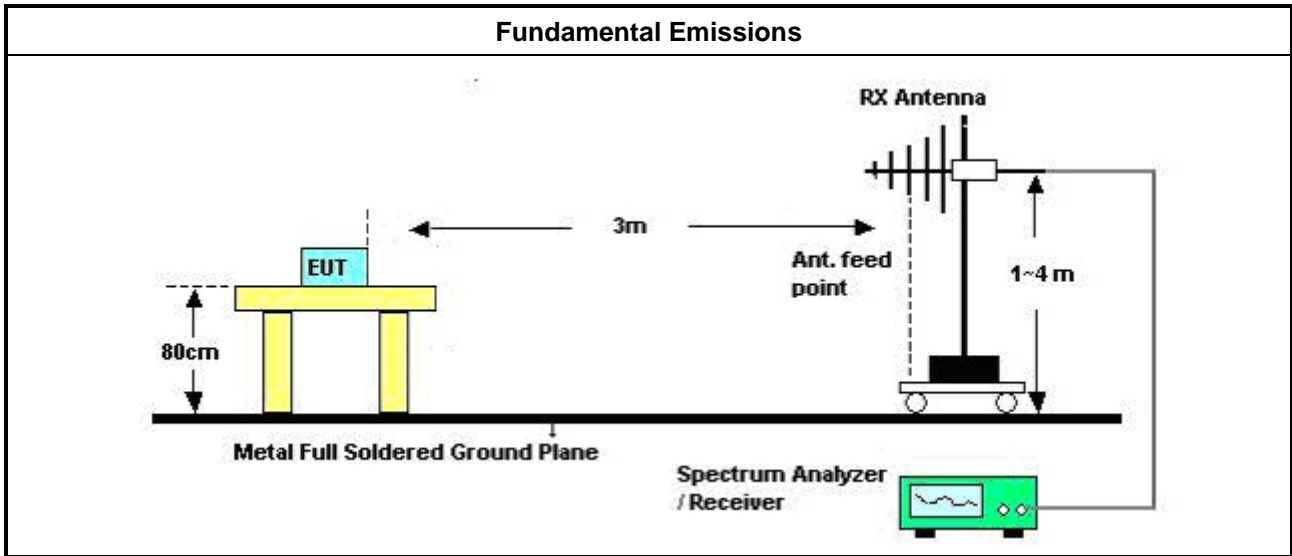 Fundamental Emissions
RX Antenna
3m
EUT
Ant. feed
point
1~4 m
80cm
Metal Full Soldered Ground Plane
Spectrum Analyzer
/ Receiver